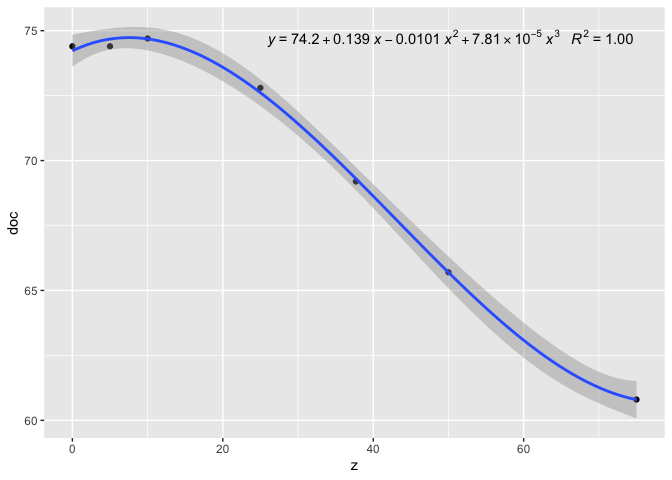 y = 74.2 + 0.139 x − 0.0101 x² + 7.81 × 10⁻⁵ x³ R² = 1.00
75
70
65
60
doc
0 20 40 60
z